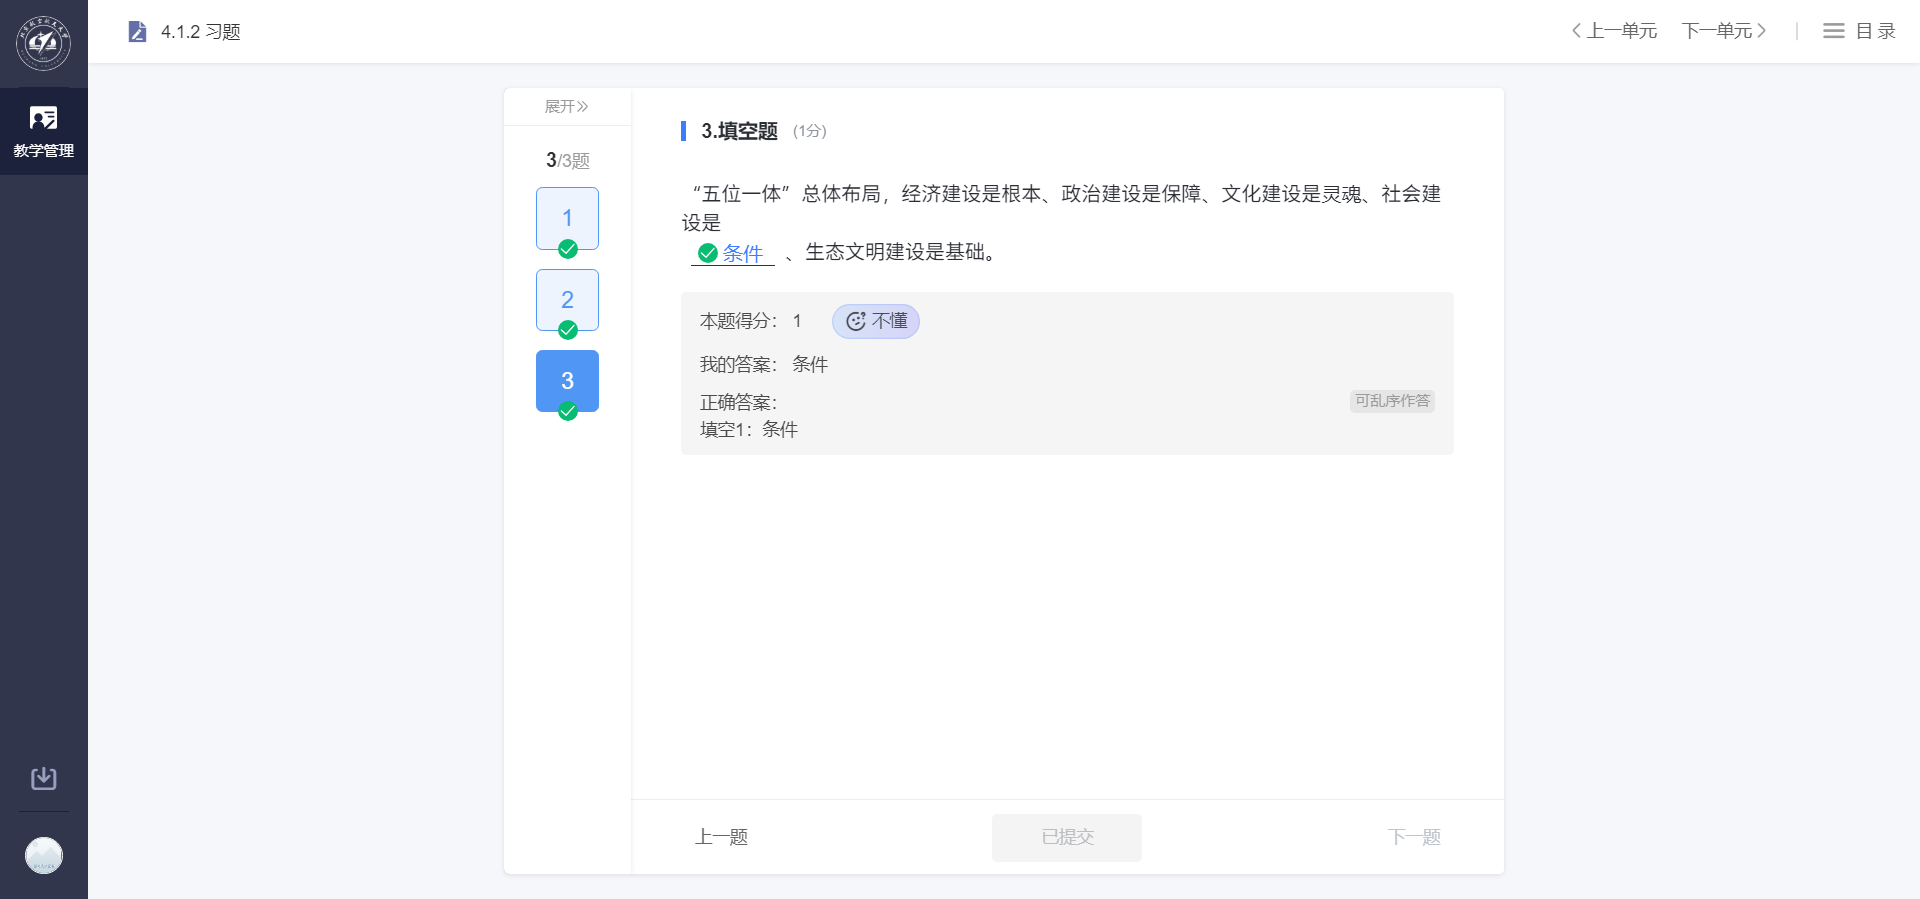 4.1.2 习题
上一单元
下一单元
目录
教学管理
展开
3/3题
1
2
3
3.填空题 (1分)
“五位一体”总体布局，经济建设是根本、政治建设是保障、文化建设是灵魂、社会建
设是
条件 、生态文明建设是基础。
本题得分： 1 不懂
我的答案： 条件
正确答案：
可乱序作答
填空1：条件
上一题
已提交
下一题